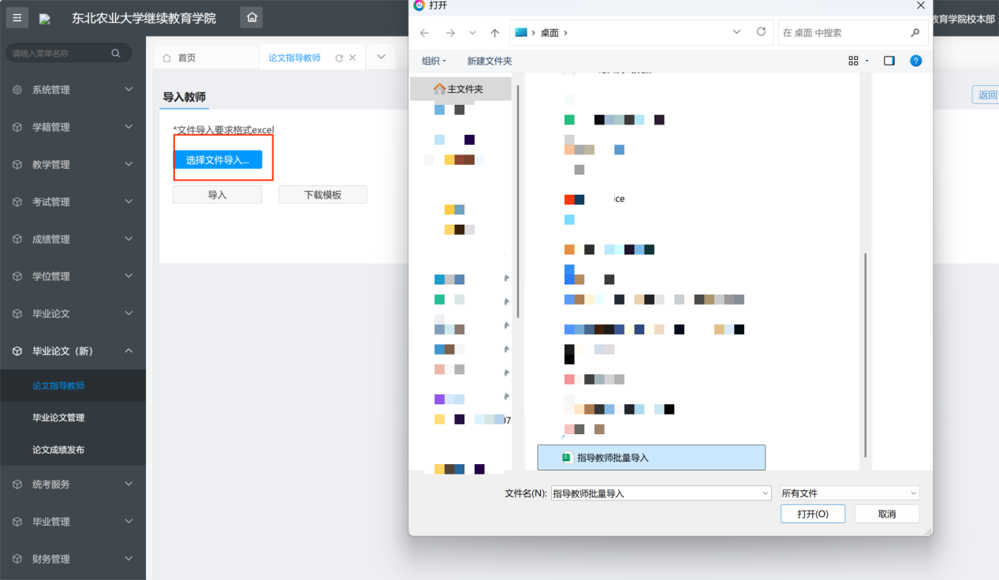 东北农业大学继续教育学院
教育学院校本部
请输入菜单名称
系统管理
学籍管理
教学管理
考试管理
成绩管理
学位管理
毕业论文
毕业论文（新）
论文指导教师
毕业论文管理
论文成绩发布
统考服务
毕业管理
财务管理
首页
论文指导教师
导入教师
返回
*文件导入要求格式excel
选择文件导入...
导入
下载模板
打开
桌面
在 桌面 中搜索
组织
新建文件夹
主文件夹
ice
07
指导教师批量导入
文件名(N): 指导教师批量导入
所有文件
打开(O)
取消